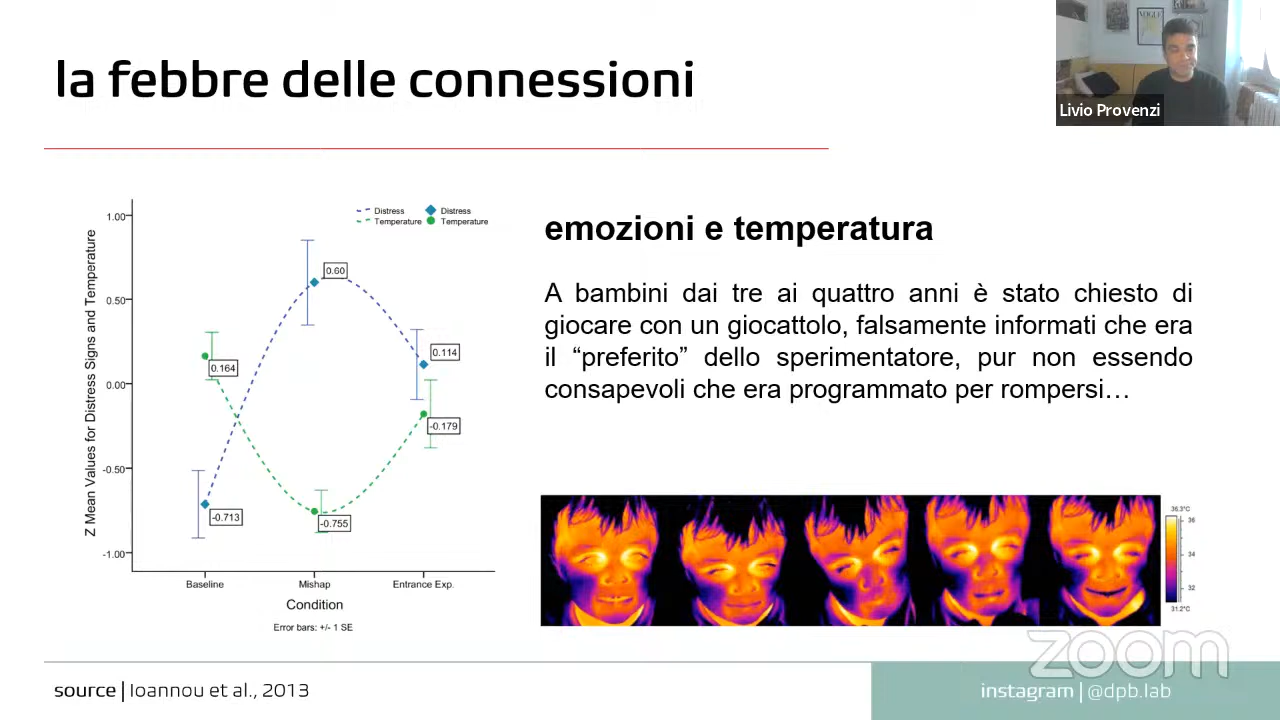 la febbre delle connessioni
VOGUE
Livio Provenzi
1.00
0.50
0.00
-0.50
-1.00
Z Mean Values for Distress Signs and Temperature
Distress
Distress
Temperature
Temperature
0.60
0.164
0.114
-0.179
-0.713
-0.755
Baseline
Mishap
Entrance Exp.
Condition
Error bars: +/- 1 SE
emozioni e temperatura
A bambini dai tre ai quattro anni è stato chiesto di
giocare con un giocattolo, falsamente informati che era
il “preferito” dello sperimentatore, pur non essendo
consapevoli che era programmato per rompersi…
36.3°C
36
34
32
31.2°C
zoom
source | Ioannou et al., 2013
instagram | @dpb.lab